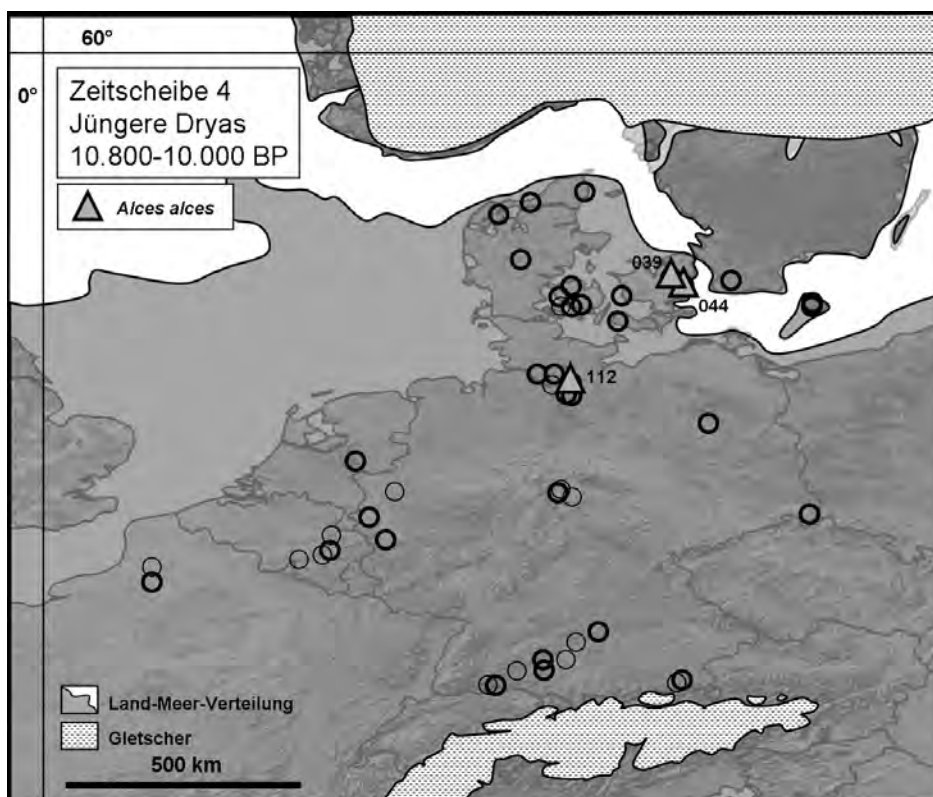 60°
0°
Zeitscheibe 4
Jüngere Dryas
10.800-10.000 BP
Alces alces
039
044
112
Land-Meer-Verteilung
Gletscher
500 km